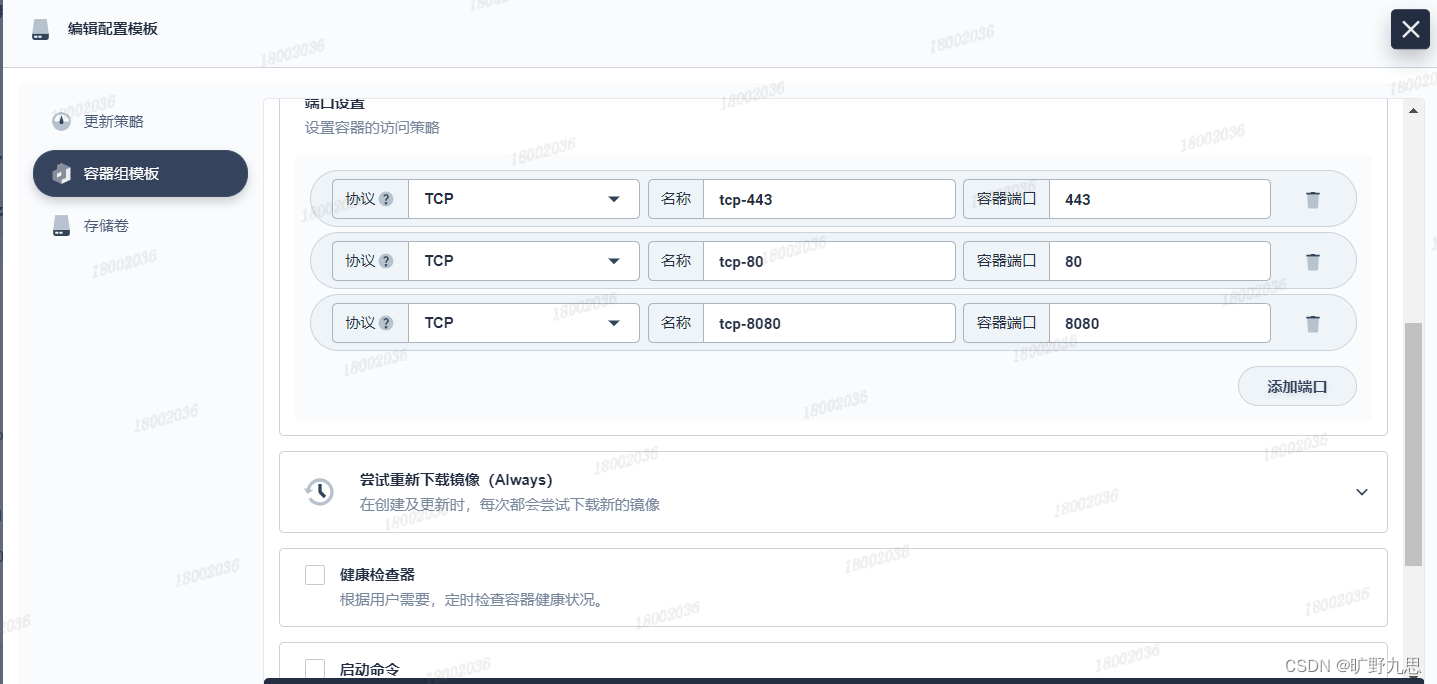 编辑配置模板
更新策略
容器组模板
存储卷
端口设置
设置容器的访问策略
协议 ? TCP 名称 tcp-443 容器端口 443
协议 ? TCP 名称 tcp-80 容器端口 80
协议 ? TCP 名称 tcp-8080 容器端口 8080
添加端口
尝试重新下载镜像（Always）
在创建及更新时，每次都会尝试下载新的镜像
健康检查器
根据用户需要，定时检查容器健康状况。
启动命令
18002036
CSDN @旷野九思